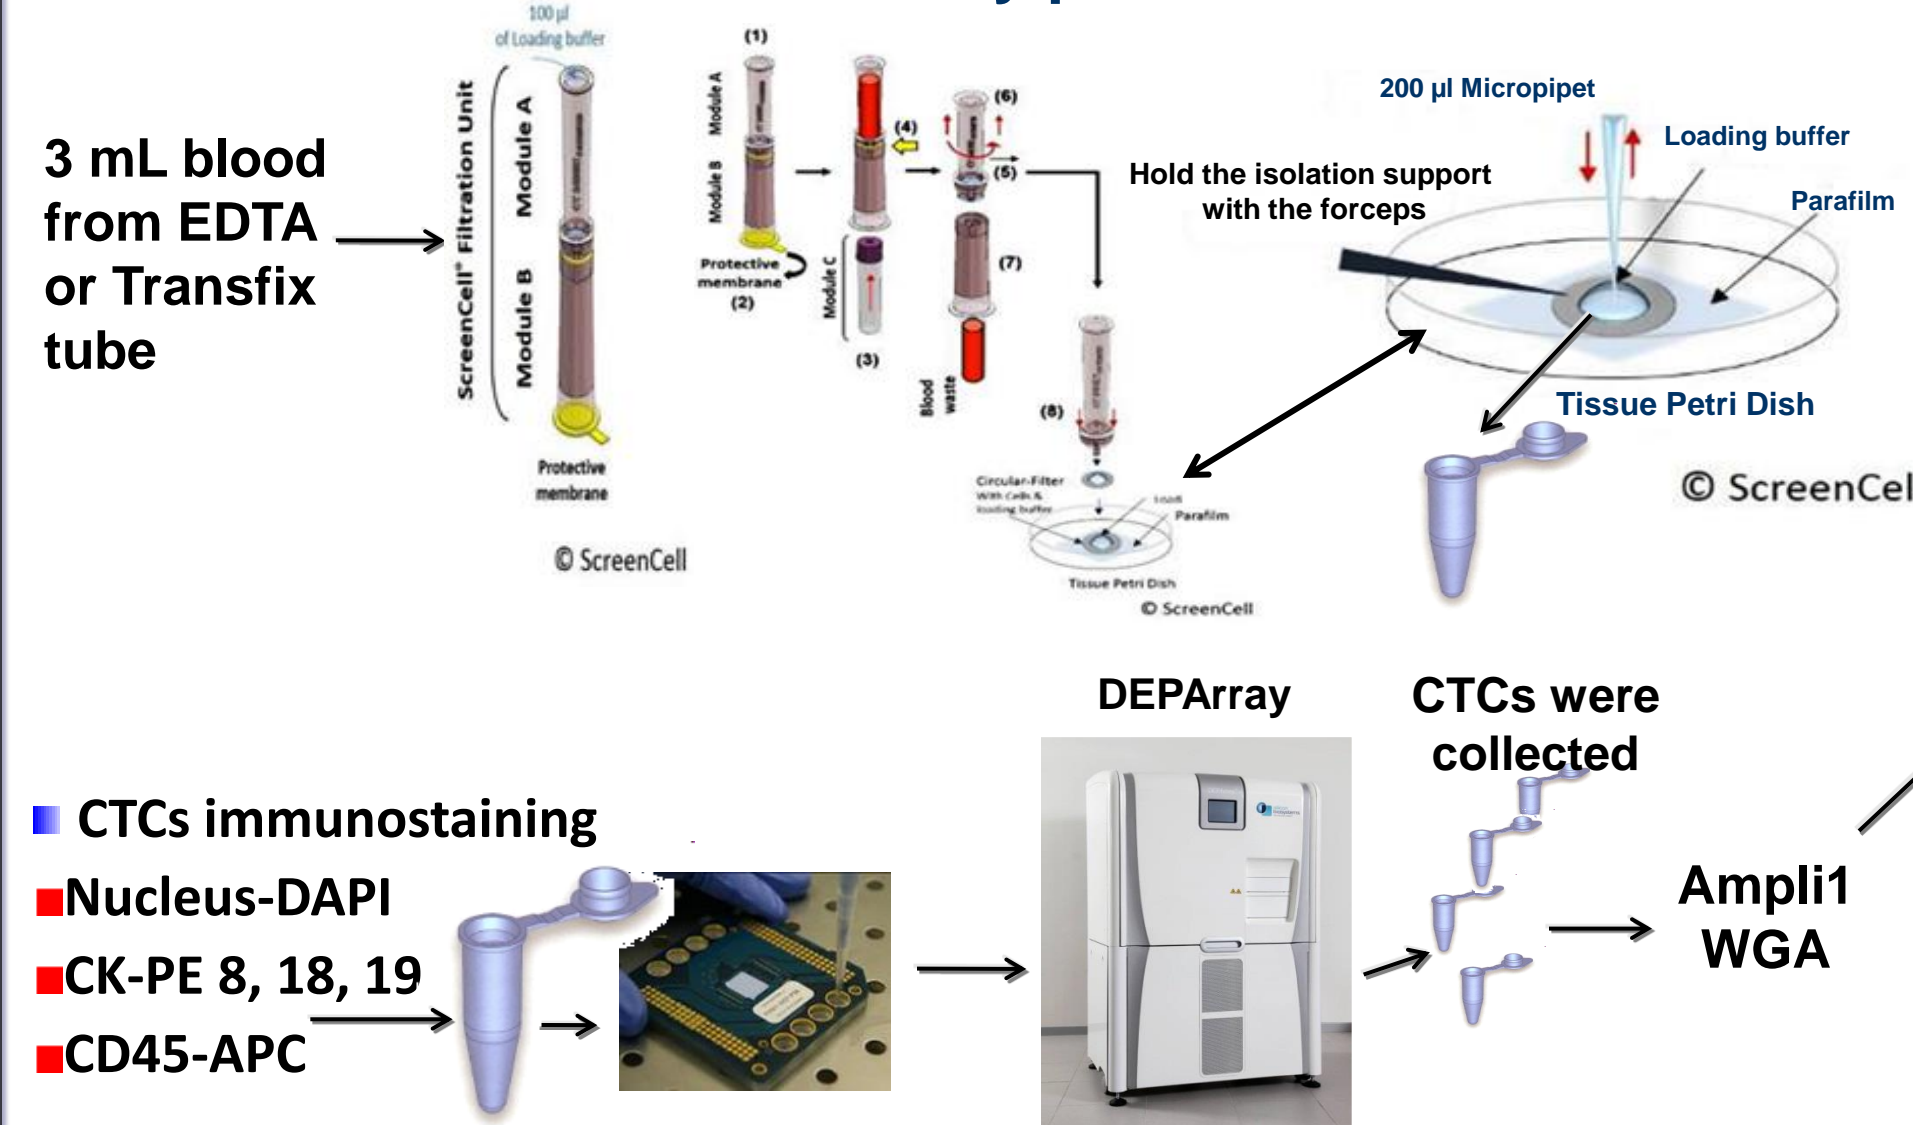 100 µl
of Loading buffer
3 mL blood
from EDTA
or Transfix
tube
ScreenCell® Filtration Unit
Module A
Module B
Protective
membrane
© ScreenCell
(1)
Module A
Module B
Protective
membrane
(2)
Module C
(3)
(4)
(5)
(6)
(7)
Blood
waste
(8)
Circular-Filter
With Cells &
loading buffer
Parafilm
Tissue Petri Dish
© ScreenCell
200 µl Micropipet
Loading buffer
Hold the isolation support
with the forceps
Parafilm
Tissue Petri Dish
© ScreenCel
CTCs immunostaining
Nucleus-DAPI
CK-PE 8, 18, 19
CD45-APC
DEPArray
CTCs were
collected
Ampli1
WGA